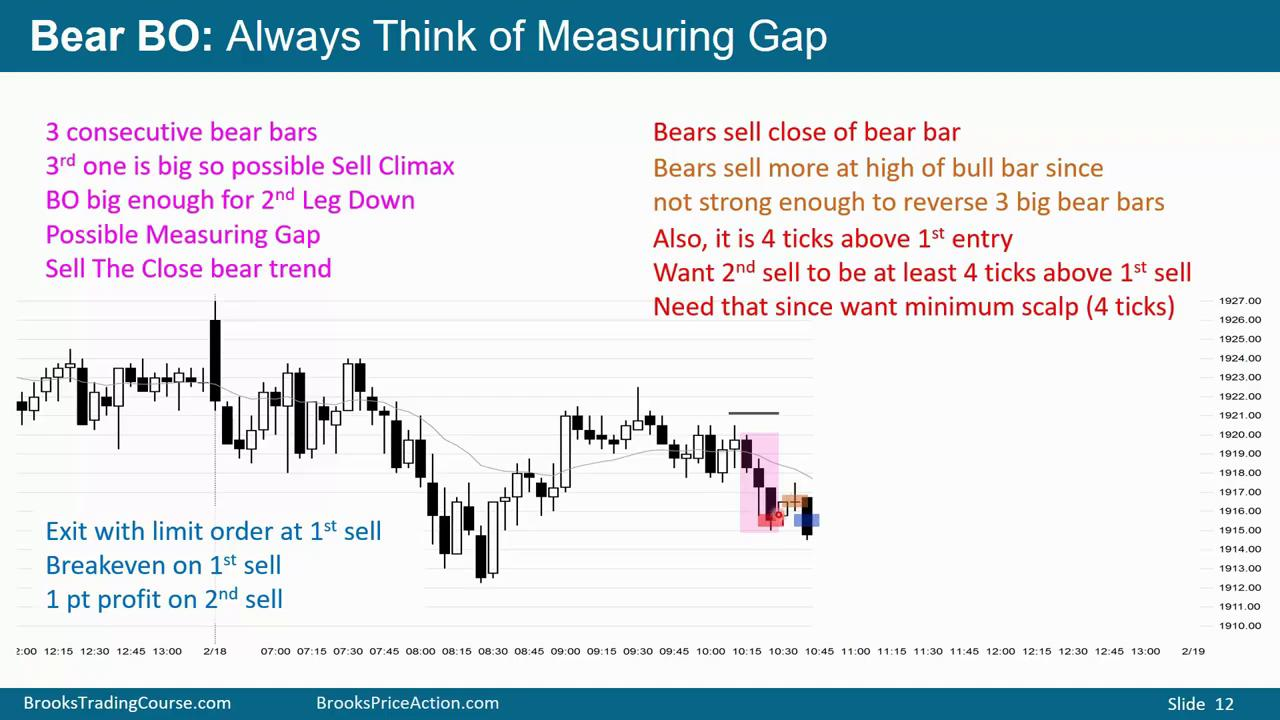 Bear BO: Always Think of Measuring Gap
3 consecutive bear bars
3rd one is big so possible Sell Climax
BO big enough for 2nd Leg Down
Possible Measuring Gap
Sell The Close bear trend
Bears sell close of bear bar
Bears sell more at high of bull bar since
not strong enough to reverse 3 big bear bars
Also, it is 4 ticks above 1st entry
Want 2nd sell to be at least 4 ticks above 1st sell
Need that since want minimum scalp (4 ticks)
1927.00
1926.00
1925.00
1924.00
1923.00
1922.00
1921.00
1920.00
1919.00
1918.00
1917.00
1916.00
1915.00
1914.00
1913.00
1912.00
1911.00
1910.00
Exit with limit order at 1st sell
Breakeven on 1st sell
1 pt profit on 2nd sell
2:00 12:15 12:30 12:45 13:00 2/18 07:00 07:15 07:30 07:45 08:00 08:15 08:30 08:45 09:00 09:15 09:30 09:45 10:00 10:15 10:30 10:45 11:00 11:15 11:30 11:45 12:00 12:15 12:30 12:45 13:00 2/19
BrooksTradingCourse.com BrooksPriceAction.com Slide 12